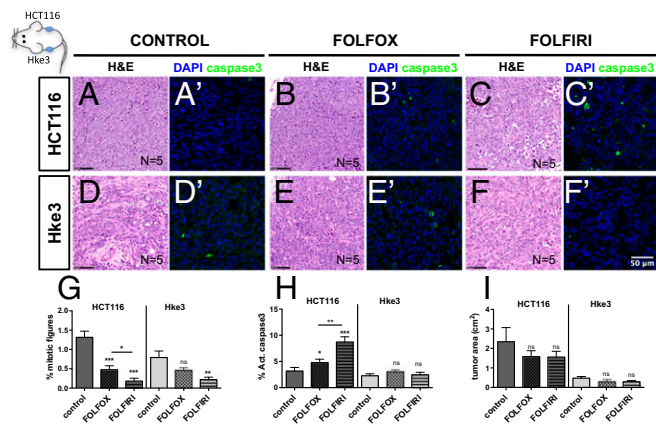 HCT116
Hke3
CONTROL FOLFOX FOLFIRI
H&E DAPI caspase3 H&E DAPI caspase3 H&E DAPI caspase3
HCT116
A A’ B B’ C C’
N=5 N=5 N=5
Hke3
D D’ E E’ F F’
N=5 N=5 N=5
50 µm
G
HCT116 Hke3
% mitotic figures
2.0
1.5
1.0
0.5
0.0
*** * *** ns **
control FOLFOX FOLFIRI control FOLFOX FOLFIRI
H
HCT116 Hke3
% Act. caspase3
15
10
5
0
* ** *** ns ns
control FOLFOX FOLFIRI control FOLFOX FOLFIRI
I
HCT116 Hke3
tumor area (cm²)
4
3
2
1
0
ns ns ns ns
control FOLFOX FOLFIRI control FOLFOX FOLFIRI